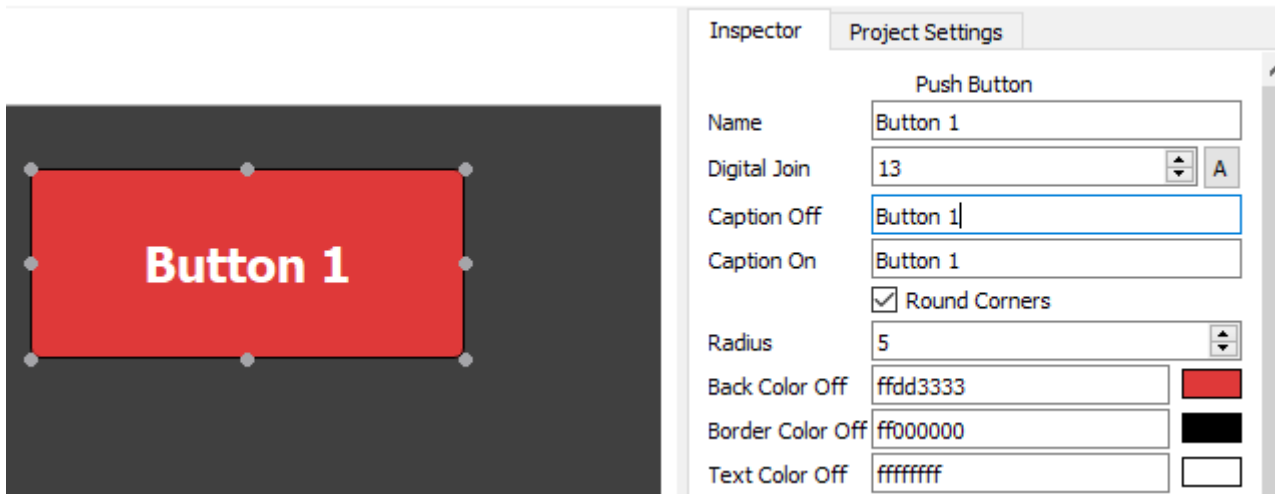 Inspector Project Settings
Push Button
Name Button 1
Digital Join 13 A
Caption Off Button 1
Caption On Button 1
Round Corners
Radius 5
Back Color Off ffdd3333
Border Color Off ff000000
Text Color Off ffffffff
Button 1